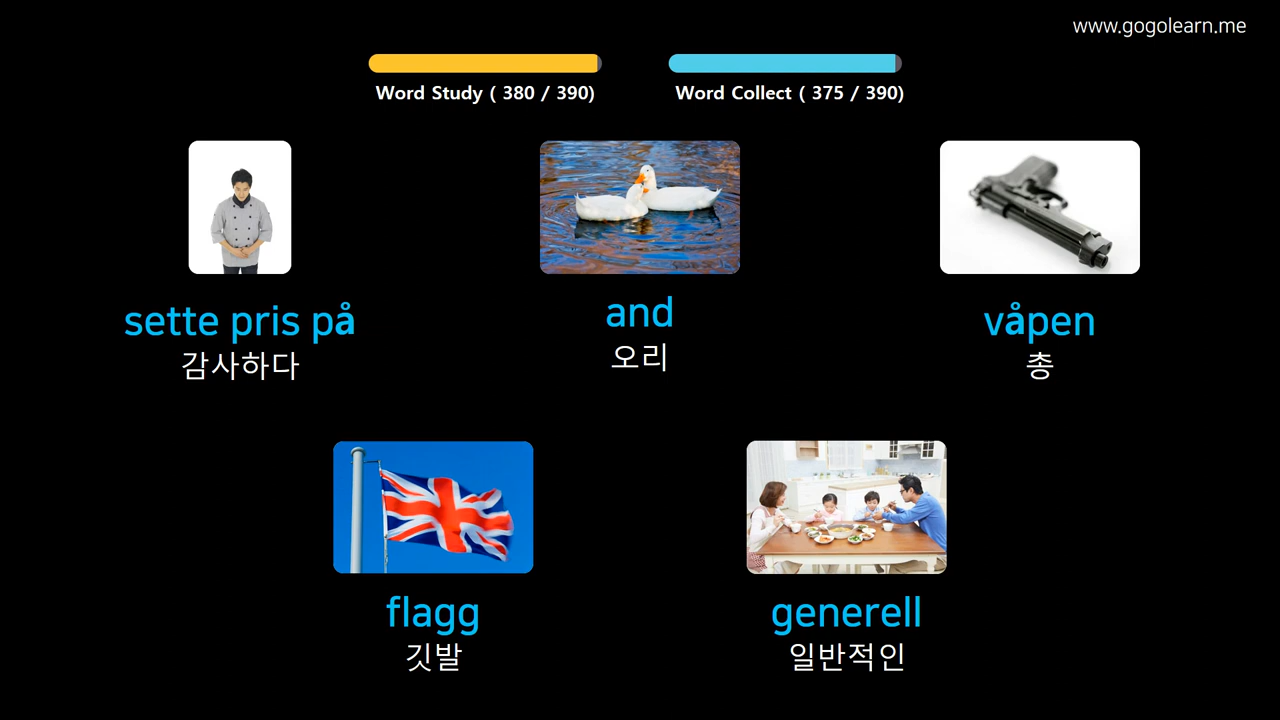 www.gogolearn.me
Word Study ( 380 / 390)
Word Collect ( 375 / 390)
sette pris på
감사하다
and
오리
våpen
총
flagg
깃발
generell
일반적인